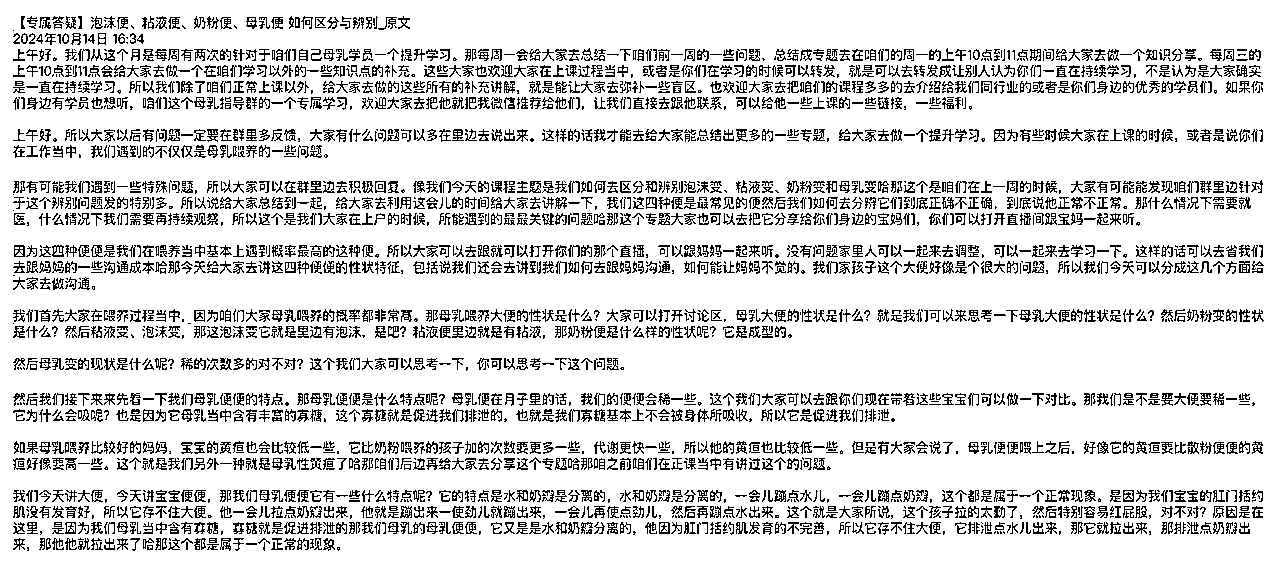 【专属答疑】泡沫便、粘液便、奶粉便、母乳便 如何区分与辨别_原文
2024年10月14日 16:34
上午好。我们从这个月是每周有两次的针对于咱们自己母乳学员一个提升学习。那每周一会给大家去总结一下咱们前一周的一些问题、总结成专题去在咱们的周一的上午10点到11点期间给大家去做一个知识分享。每周三的
上午10点到11点会给大家去做一个在咱们学习以外的一些知识点的补充。这些大家也欢迎大家在上课过程当中，或者是你们在学习的时候可以转发，就是可以去转发成让别人认为你们一直在持续学习，不是认为是大家确实
是一直在持续学习。所以我们除了咱们正常上课以外，给大家去做的这些所有的补充讲解，就是能让大家去弥补一些盲区。也欢迎大家去把咱们的课程多多的去介绍给我们同行业的或者是你们身边的优秀的学员们。如果你
们身边有学员也想听，咱们这个母乳指导群的一个专属学习，欢迎大家去把他就把我微信推荐给他们，让我们直接去跟他联系，可以给他一些上课的一些链接，一些福利。
上午好。所以大家以后有问题一定要在群里多反馈，大家有什么问题可以多在里边去说出来。这样的话我才能去给大家能总结出更多的一些专题，给大家去做一个提升学习。因为有些时候大家在上课的时候，或者是说你们
在工作当中，我们遇到的不仅仅是母乳喂养的一些问题。
那有可能我们遇到一些特殊问题，所以大家可以在群里边去积极回复。像我们今天的课程主题是我们如何去区分和辨别泡沫变、粘液变、奶粉变和母乳变哈那这个是咱们在上一周的时候，大家有可能能发现咱们群里边针对
于这个辨别问题发的特别多。所以说给大家总结到一起，给大家去利用这会儿的时间给大家去讲解一下，我们这四种便是最常见的便然后我们如何去分辨它们到底正确不正确，到底说他正常不正常。那什么情况下需要就
医，什么情况下我们需要再持续观察，所以这个是我们大家在上户的时候，所能遇到的最最关键的问题哈那这个专题大家也可以去把它分享给你们身边的宝妈们，你们可以打开直播间跟宝妈一起来听。
因为这四种便便是我们在喂养当中基本上遇到概率最高的这种便。所以大家可以去跟就可以打开你们的那个直播，可以跟妈妈一起来听。没有问题家里人可以一起来去调整，可以一起来去学习一下。这样的话可以去省我们
去跟妈妈的一些沟通成本哈那今天给大家去讲这四种便便的性状特征，包括说我们还会去讲到我们如何去跟妈妈沟通，如何能让妈妈不觉的。我们家孩子这个大便好像是个很大的问题，所以我们今天可以分成这几个方面给
大家去做沟通。
我们首先大家在喂养过程当中，因为咱们大家母乳喂养的概率都非常高。那母乳喂养大便的性状是什么？大家可以打开讨论区，母乳大便的性状是什么？就是我们可以来思考一下母乳大便的性状是什么？然后奶粉变的性状
是什么？然后粘液变、泡沫变，那这泡沫变它就是里边有泡沫，是吧？粘液便里边就是有粘液，那奶粉便是什么样的性状呢？它是成型的。
然后母乳变的现状是什么呢？稀的次数多的对不对？这个我们大家可以思考一下，你可以思考一下这个问题。
然后我们接下来来先看一下我们母乳便便的特点。那母乳便便是什么特点呢？母乳便在月子里的话，我们的便便会稀一些。这个我们大家可以去跟你们现在带着这些宝宝们可以做一下对比。那我们是不是要大便要稀一些，
它为什么会吸呢？也是因为它母乳当中含有丰富的寡糖，这个寡糖就是促进我们排泄的，也就是我们寡糖基本上不会被身体所吸收，所以它是促进我们排泄。
如果母乳喂养比较好的妈妈，宝宝的黄疸也会比较低一些，它比奶粉喂养的孩子加的次数要更多一些，代谢更快一些，所以他的黄疸也比较低一些。但是有大家会说了，母乳便便喂上之后，好像它的黄疸要比散粉便便的黄
疸好像要高一些。这个就是我们另外一种就是母乳性黄疸了哈那咱们后边再给大家去分享这个专题哈那咱之前咱们在正课当中有讲过这个的问题。
我们今天讲大便，今天讲宝宝便便，那我们母乳便便它有一些什么特点呢？它的特点是水和奶瓣是分离的，水和奶瓣是分离的，一会儿蹦点水儿，一会儿蹦点奶瓣，这个都是属于一个正常现象。是因为我们宝宝的肛门括约
肌没有发育好，所以它存不住大便。他一会儿拉点奶瓣出来，他就是蹦出来一使劲儿就蹦出来，一会儿再使点劲儿，然后再蹦点水出来。这个就是大家所说，这个孩子拉的太勤了，然后特别容易红屁股，对不对？原因是在
这里，是因为我们母乳当中含有寡糖，寡糖就是促进排泄的那我们母乳的母乳便便，它又是是水和奶瓣分离的，他因为肛门括约肌发育的不完善，所以它存不住大便，它排泄点水儿出来，那它就拉出来，那排泄点奶瓣出
来，那他他就拉出来了哈那这个都是属于一个正常的现象。